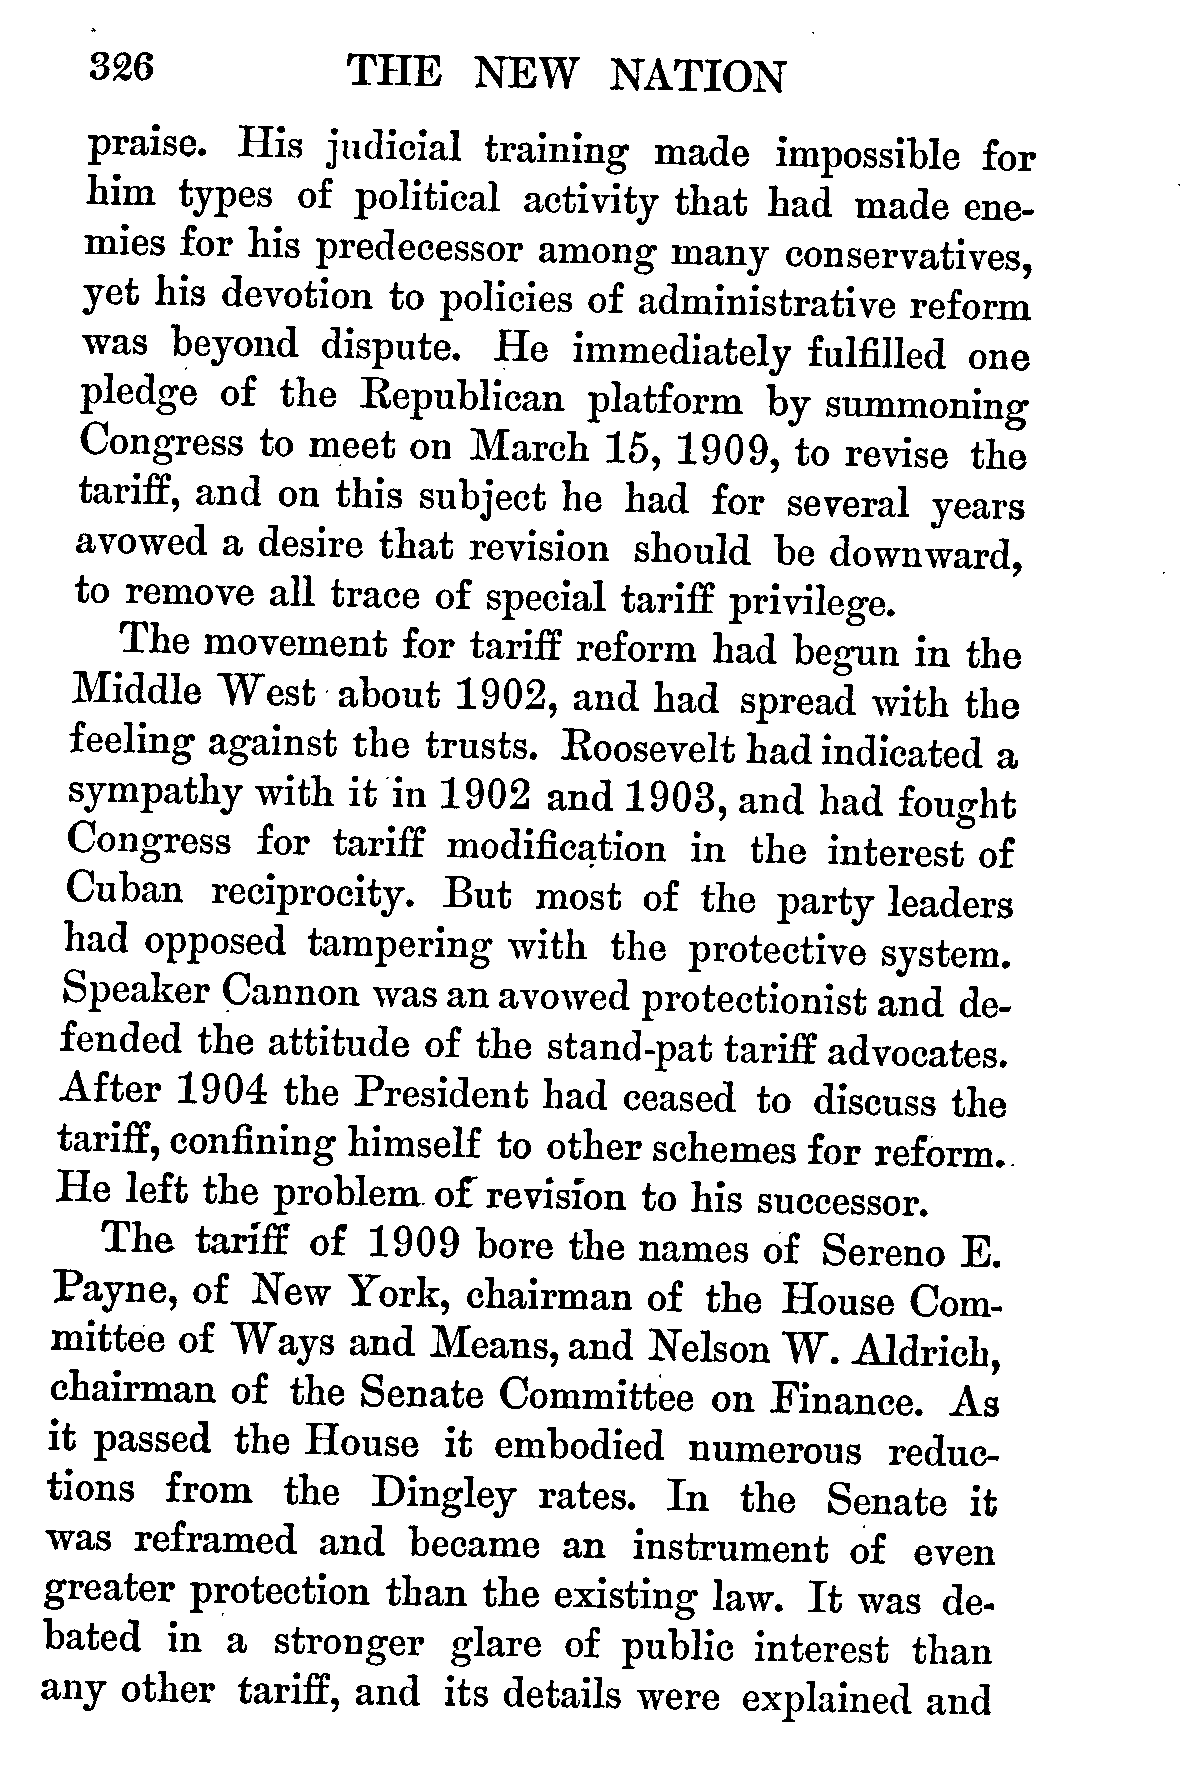 326 THE NEW NATION
praise. His judicial training made impossible for
him types of political activity that had made ene-
mies for his predecessor among many conservatives,
yet his devotion to policies of administrative reform
was beyond dispute. He immediately fulfilled one
pledge of the Republican platform by summoning
Congress to meet on March 15, 1909, to revise the
tariff, and on this subject he had for several years
avowed a desire that revision should be downward,
to remove all trace of special tariff privilege.
The movement for tariff reform had begun in the
Middle West about 1902, and had spread with the
feeling against the trusts. Roosevelt had indicated a
sympathy with it in 1902 and 1903, and had fought
Congress for tariff modification in the interest of
Cuban reciprocity. But most of the party leaders
had opposed tampering with the protective system.
Speaker Cannon was an avowed protectionist and de-
fended the attitude of the stand-pat tariff advocates.
After 1904 the President had ceased to discuss the
tariff, confining himself to other schemes for reform.
He left the problem of revision to his successor.
The tariff of 1909 bore the names of Sereno E.
Payne, of New York, chairman of the House Com-
mittee of Ways and Means, and Nelson W. Aldrich,
chairman of the Senate Committee on Finance. As
it passed the House it embodied numerous reduc-
tions from the Dingley rates. In the Senate it
was reframed and became an instrument of even
greater protection than the existing law. It was de-
bated in a stronger glare of public interest than
any other tariff, and its details were explained and